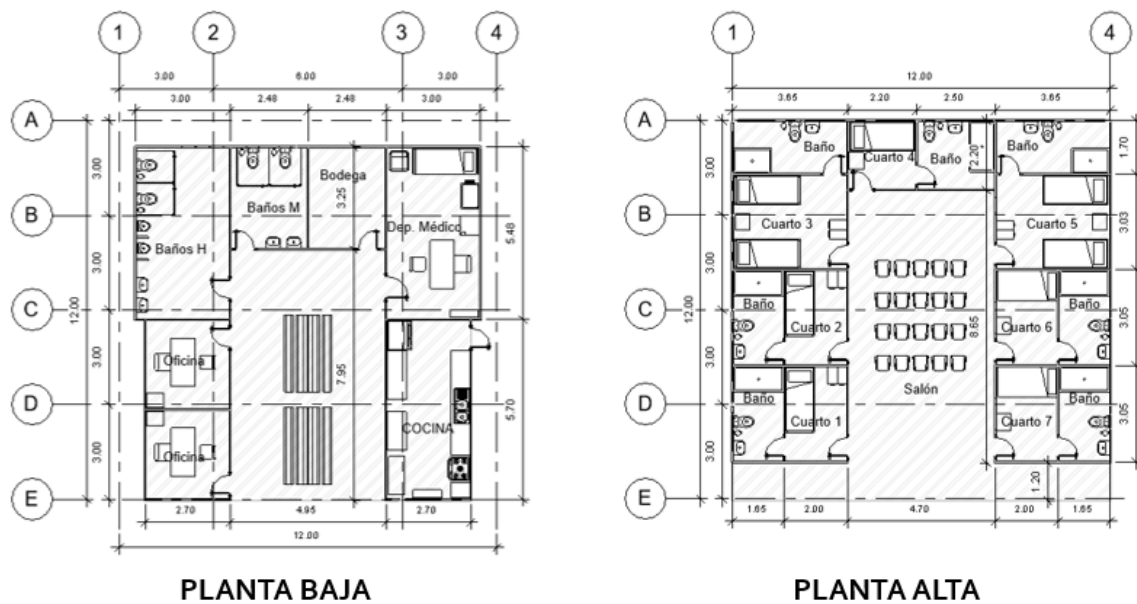 1 2 3 4
3.00 6.00 3.00
3.00 2.48 2.48 3.00
A
B
C
D
E
3.00
3.00
3.00
3.00
12.00
Bodega
3.25
Baños M
Baños H
Dep. Médico
5.48
Oficina
Oficina
7.95
COCINA
5.70
2.70 4.95 2.70
12.00
PLANTA BAJA
1 4
12.00
3.65 2.20 2.50 3.65
A
B
C
D
E
3.00
3.00
3.00
3.00
12.00
Baño
Cuarto 4
Baño
2.20
Baño
1.70
Cuarto 3
Cuarto 5
3.03
Baño
Cuarto 2
8.65
Cuarto 6
Baño
3.05
Salón
Baño
Cuarto 1
Cuarto 7
Baño
3.05
1.20
1.65 2.00 4.70 2.00 1.65
PLANTA ALTA